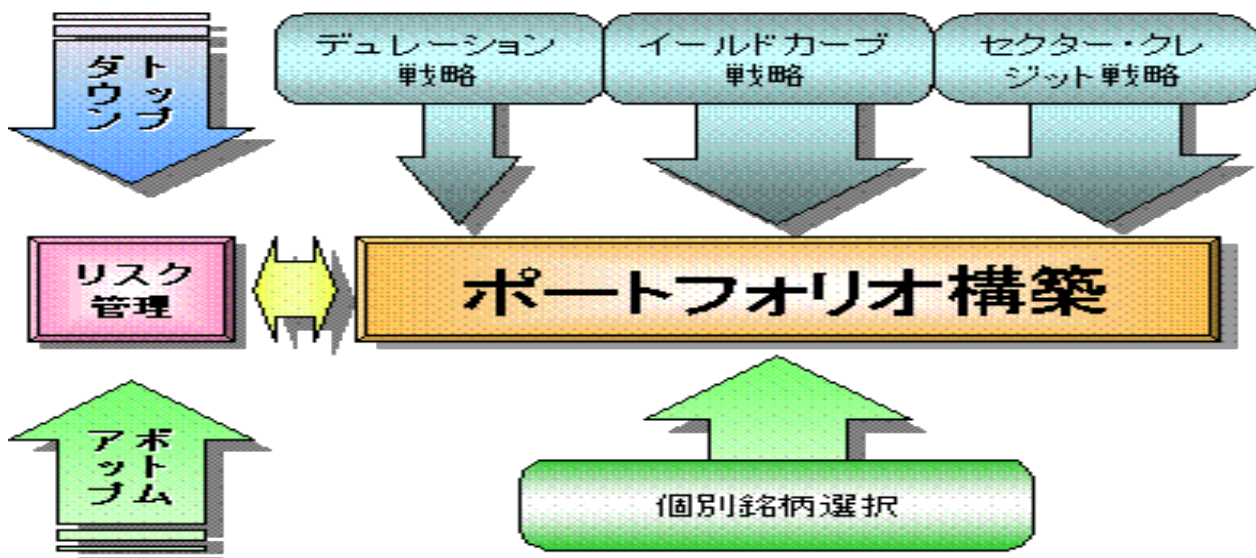 トップ
ダウン
デュレーション
戦略
イールドカーブ
戦略
セクター・クレ
ジット戦略
リスク
管理
ポートフォリオ構築
ボトム
アップ
個別銘柄選択